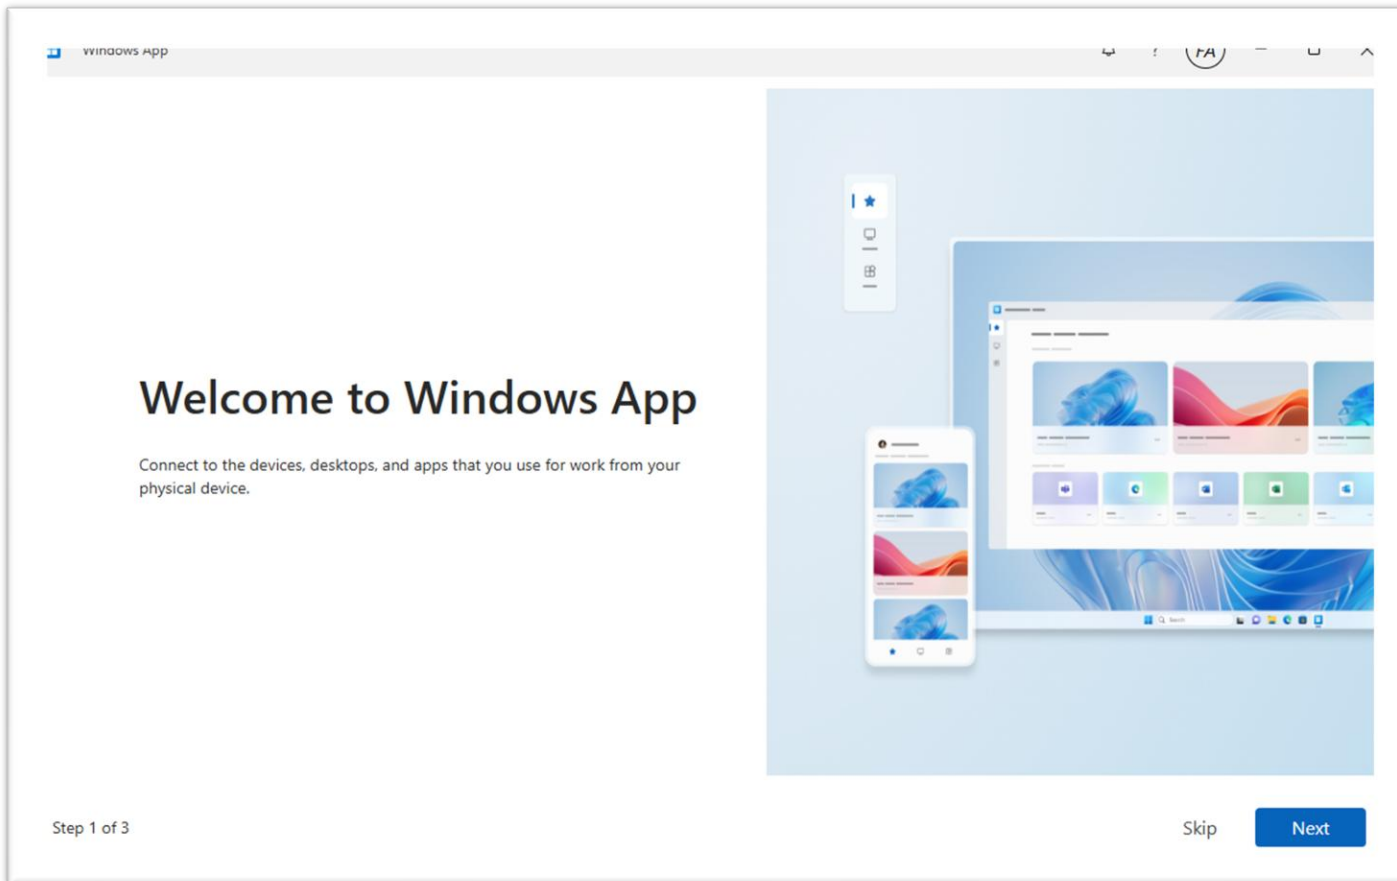 Windows App
?
FA
Welcome to Windows App
Connect to the devices, desktops, and apps that you use for work from your
physical device.
Search
Step 1 of 3
Skip
Next